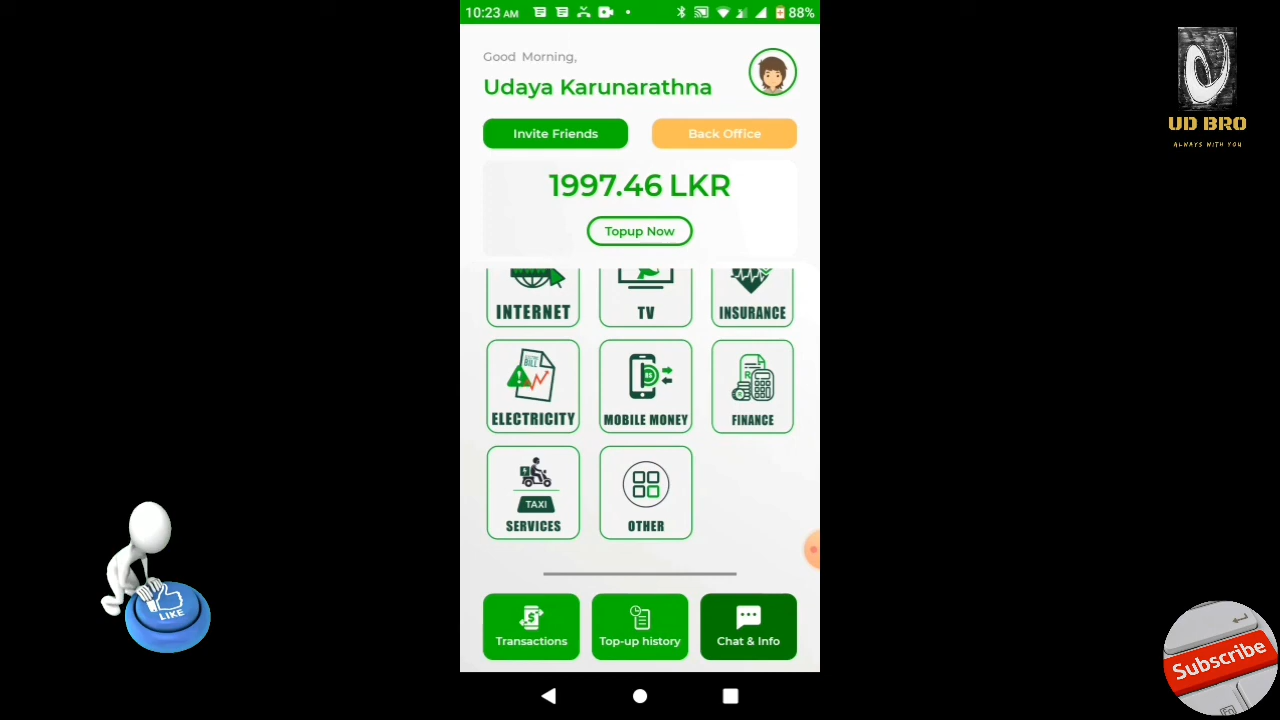 10:23 AM
88%
Good Morning,
Udaya Karunarathna
Invite Friends
Back Office
1997.46 LKR
Topup Now
INTERNET
TV
INSURANCE
BILL
ELECTRICITY
MOBILE MONEY
FINANCE
TAXI
SERVICES
OTHER
Transactions
Top-up history
Chat & Info
UD BRO
ALWAYS WITH YOU
LIKE
Subscribe